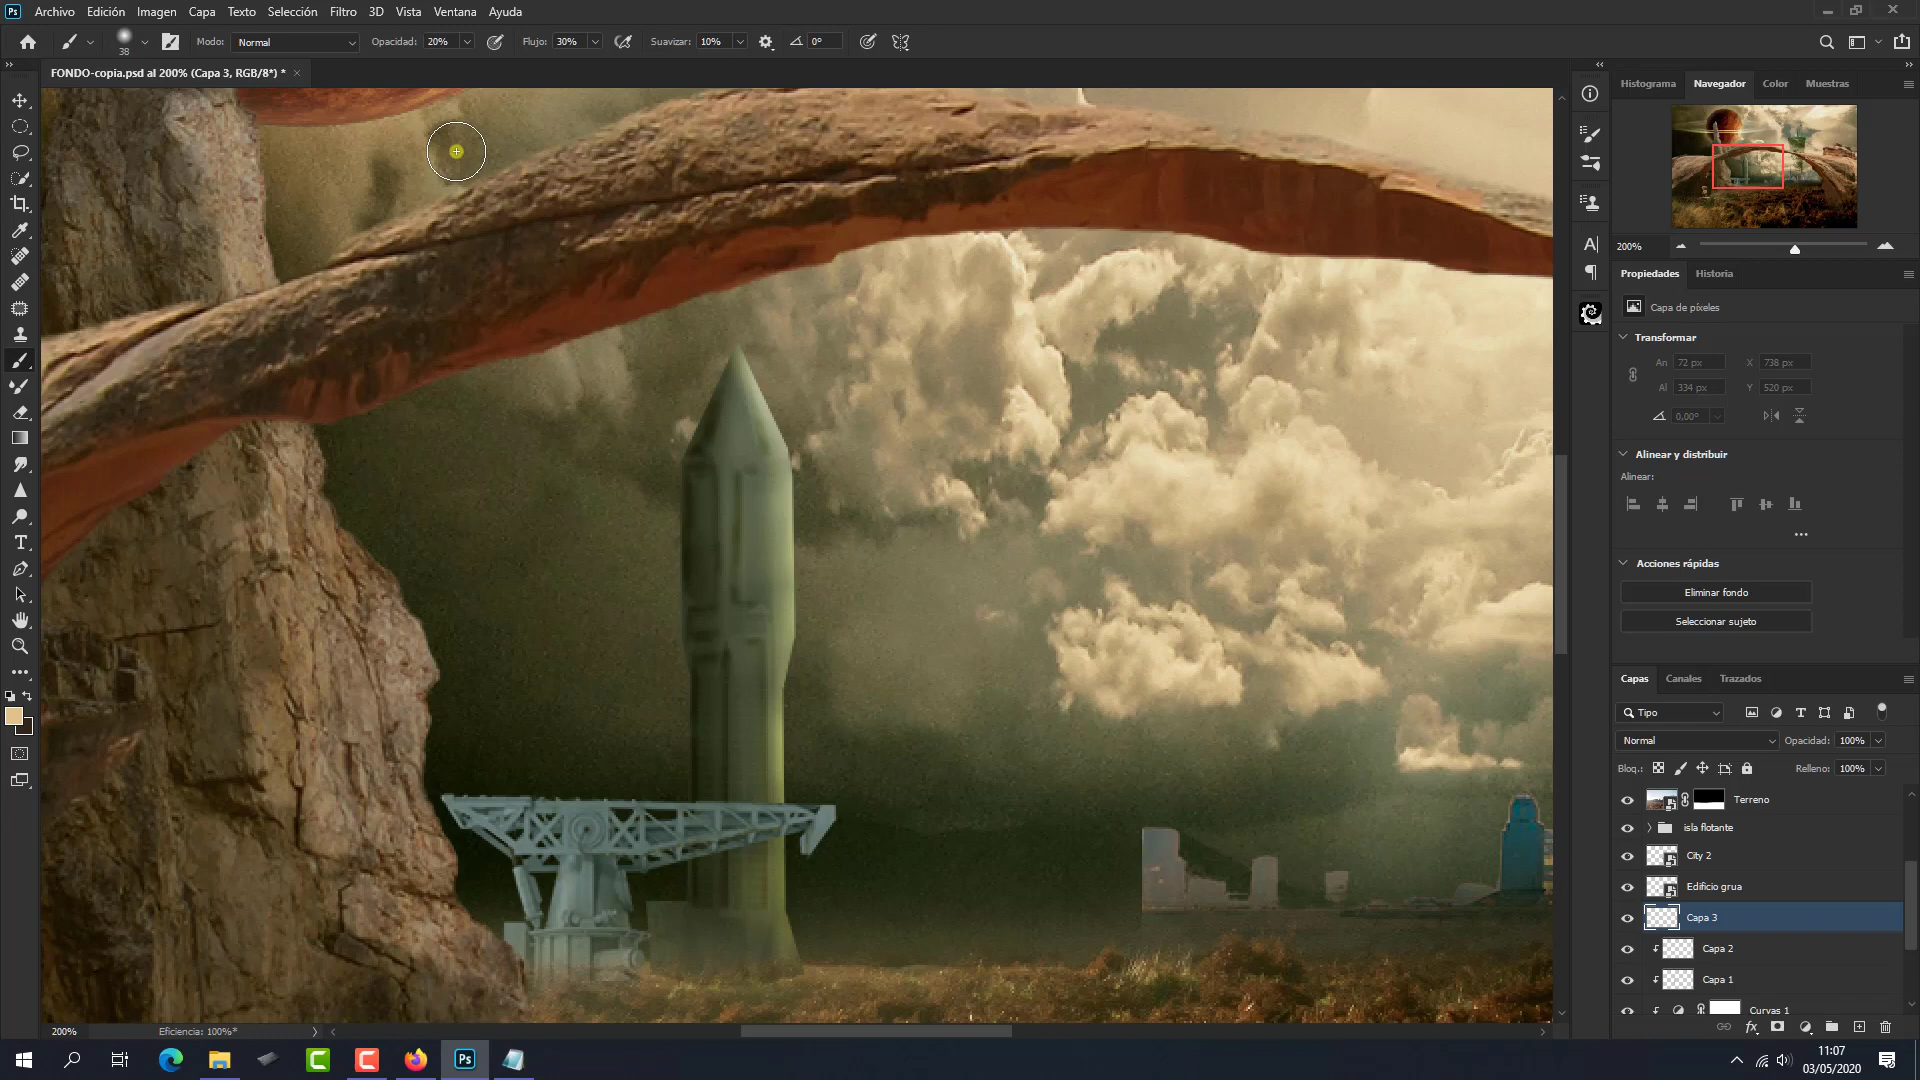 Ps Archivo Edición Imagen Capa Texto Selección Filtro 3D Vista Ventana Ayuda
38 Modo: Normal Opacidad: 20% Flujo: 30% Suavizar: 10% 0°
FONDO-copia.psd al 200% (Capa 3, RGB/8*) *
Histograma Navegador Color Muestras
200%
Propiedades Historia
Capa de píxeles
Transformar
An 72 px X 738 px
Al 334 px Y 520 px
0,00°
Alinear y distribuir
Alinear:
Acciones rápidas
Eliminar fondo
Seleccionar sujeto
Capas Canales Trazados
Tipo
Normal Opacidad: 100%
Bloq.: Relleno: 100%
Terreno
isla flotante
City 2
Edificio grua
Capa 3
Capa 2
Capa 1
Curvas 1
200% Eficiencia: 100%*
Ps
11:07
03/05/2020